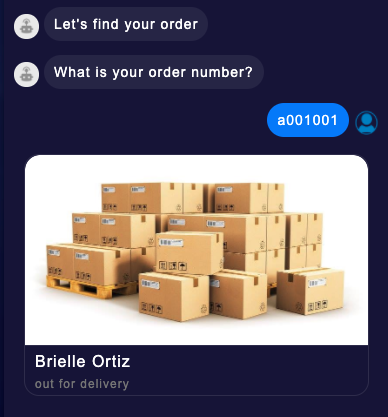 Let's find your order
What is your order number?
a001001
Brielle Ortiz
out for delivery